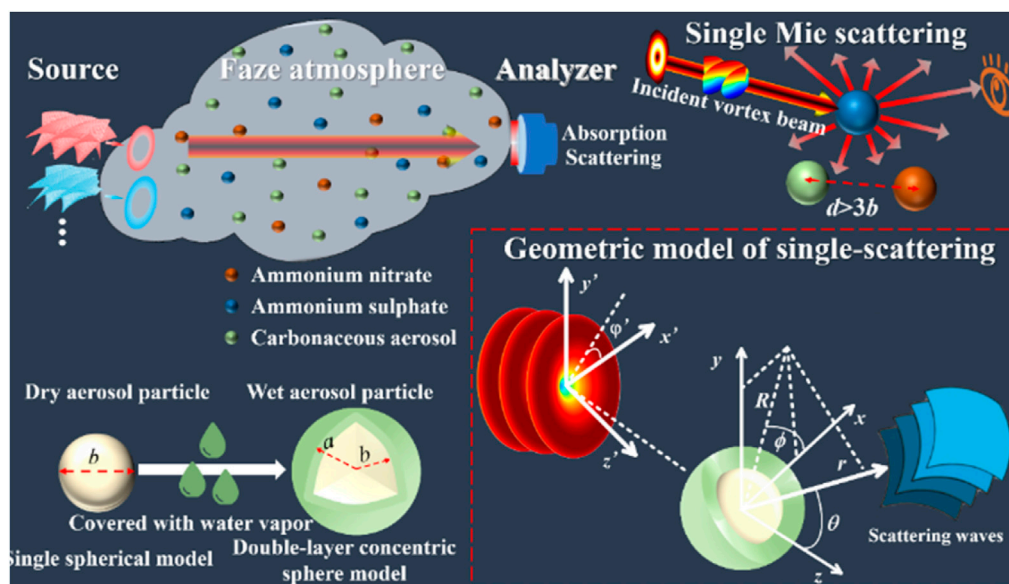 Source
Faze atmosphere
Analyzer
Absorption
Scattering
Single Mie scattering
Incident vortex beam
d>3b
Ammonium nitrate
Ammonium sulphate
Carbonaceous aerosol
Dry aerosol particle
Wet aerosol particle
b
a
b
Covered with water vapor
Single spherical model
Double-layer concentric
sphere model
Geometric model of single-scattering
y'
φ'
x'
z'
y
R
x
ϕ
r
θ
z
Scattering waves